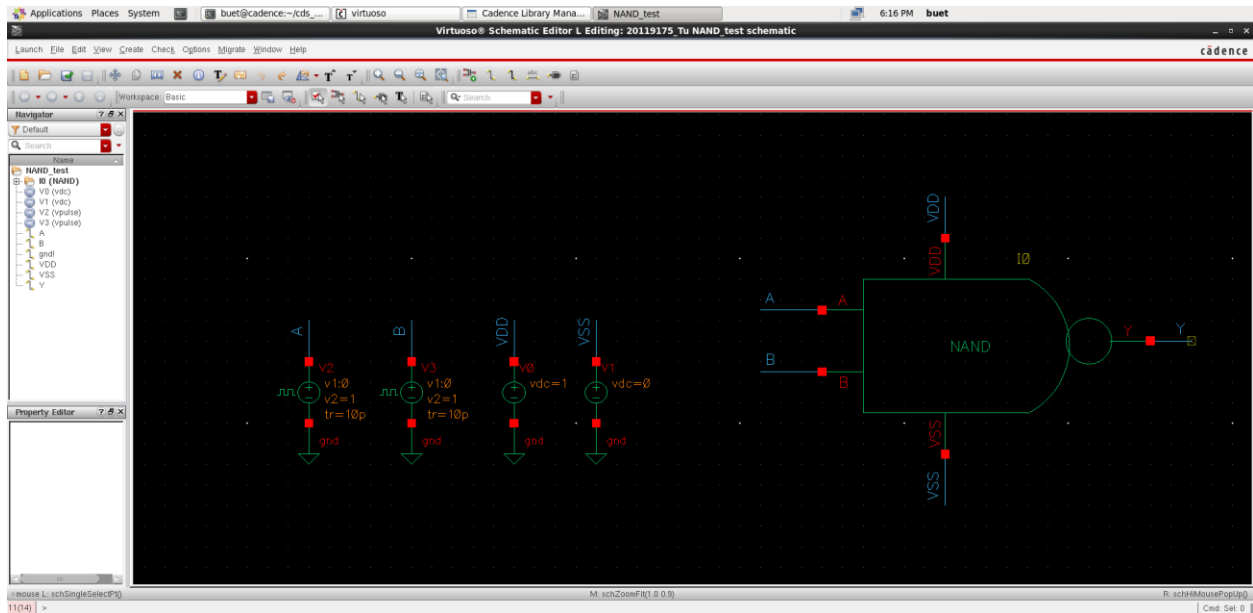 Applications Places System buet@cadence:~/cds_... virtuoso Cadence Library Mana... NAND_test 6:16 PM buet
Virtuoso® Schematic Editor L Editing: 20119175_Tu NAND_test schematic
Launch File Edit View Create Check Options Migrate Window Help cādence
Workspace: Basic Search
Navigator
Default
Search
Name
NAND_test
I0 (NAND)
V0 (vdc)
V1 (vdc)
V2 (vpulse)
V3 (vpulse)
A
B
gnd!
VDD
VSS
Y
Property Editor
A
V2
v1:0
v2=1
tr=10p
gnd
B
V3
v1:0
v2=1
tr=10p
gnd
VDD
V0
vdc=1
gnd
VSS
V1
vdc=0
gnd
VDD
VDD
I0
A A
B B
NAND
Y Y
VSS
VSS
mouse L: schSingleSelectPt() M: schZoomFit(1.0 0.9) R: schHiMousePopUp()
11(14) > Cmd: Sel: 0